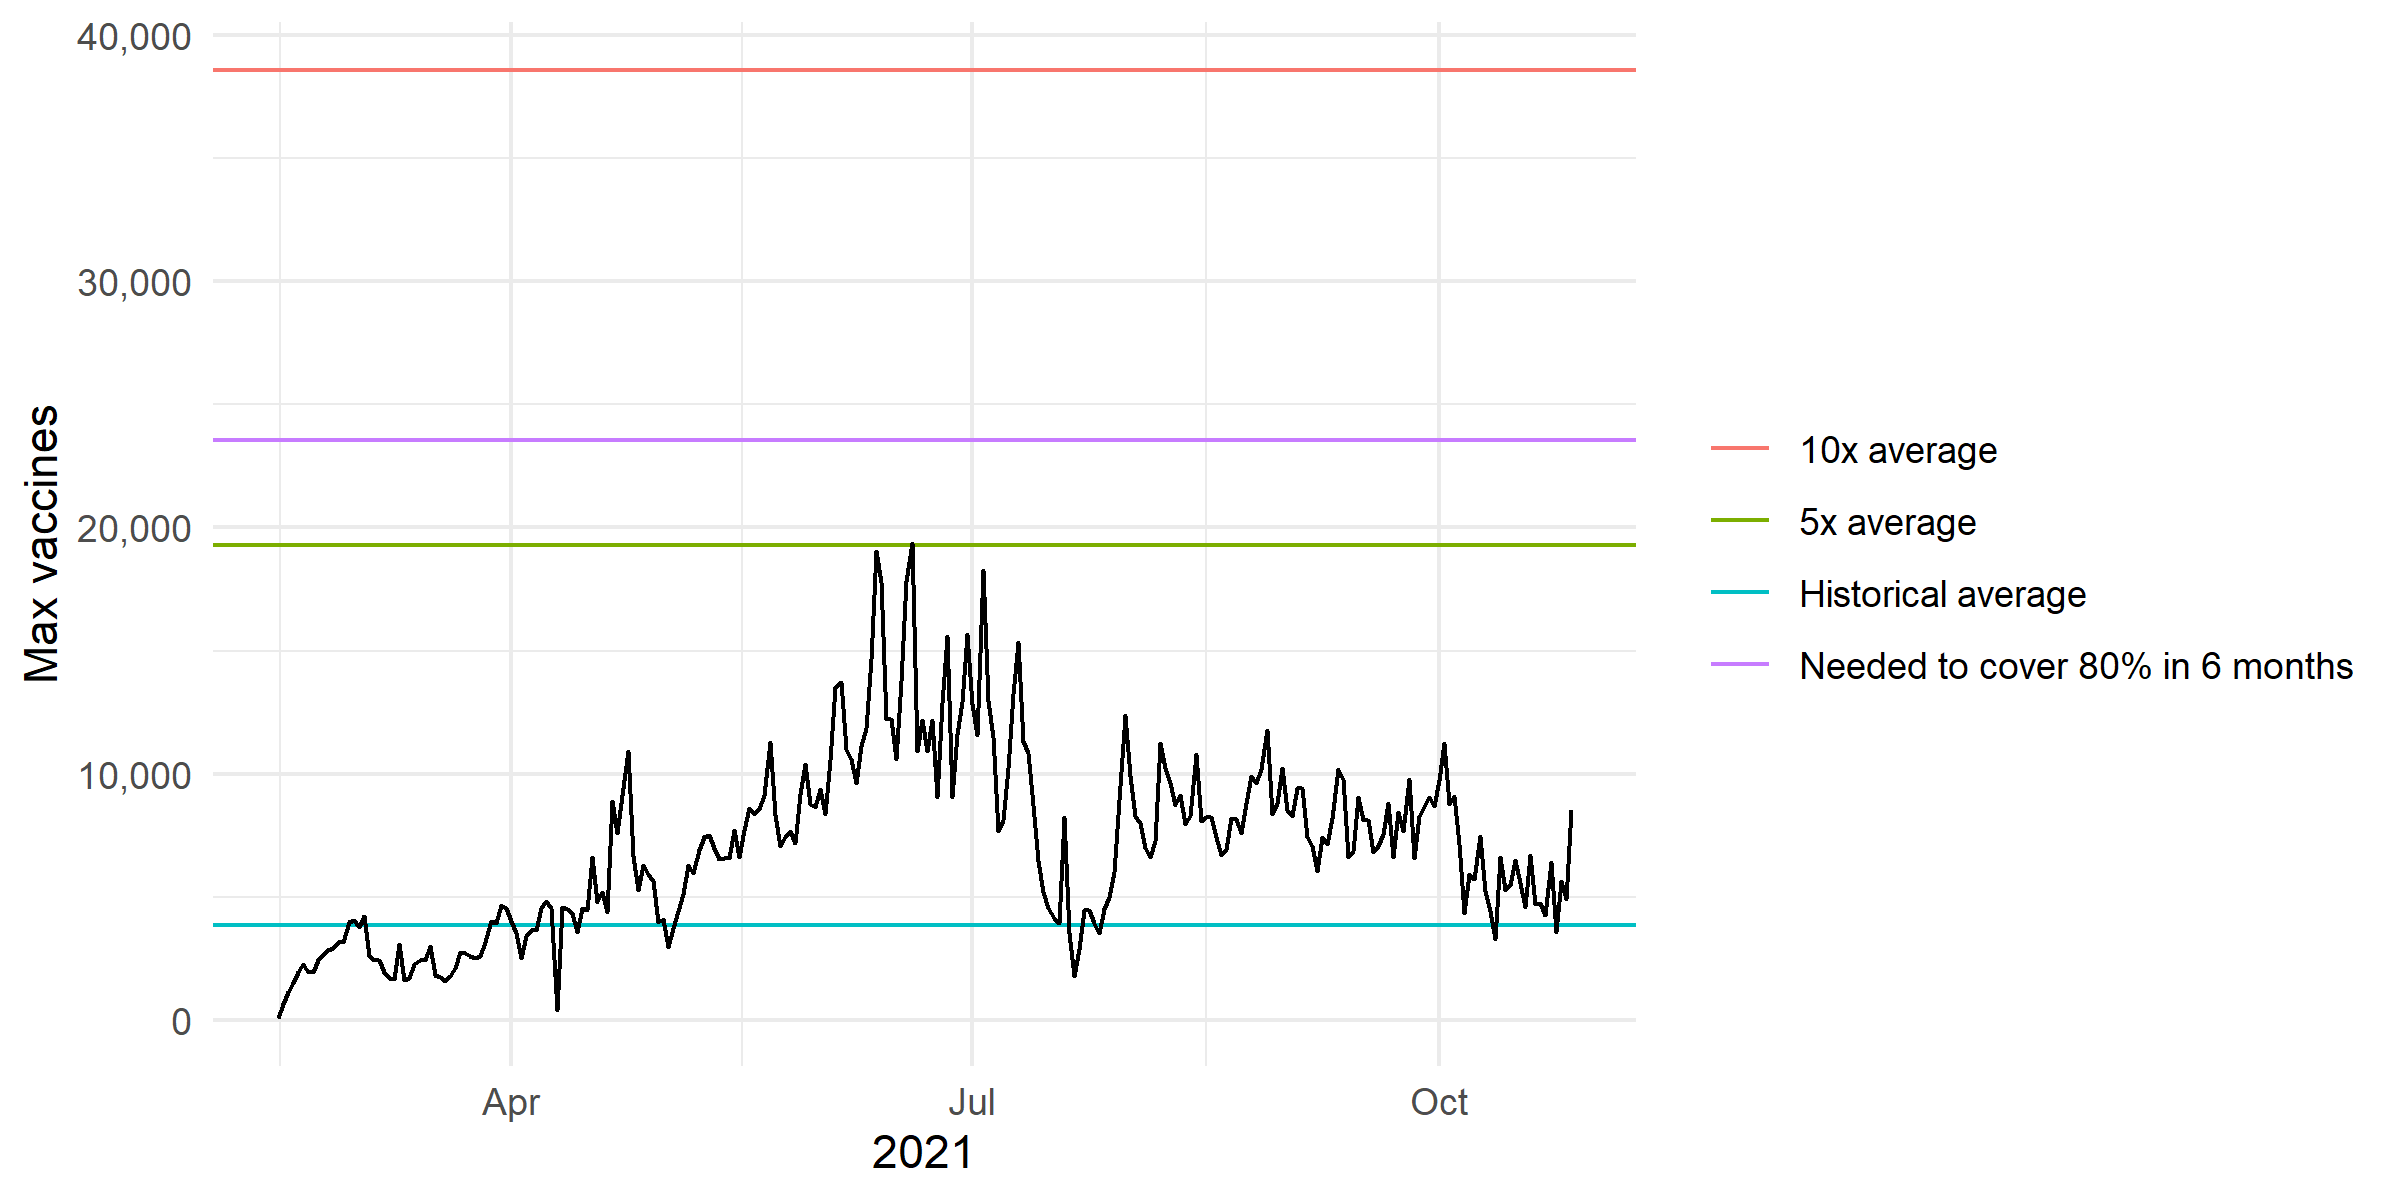 40,000
30,000
20,000
10,000
0
Max vaccines
Apr
Jul
Oct
2021
10x average
5x average
Historical average
Needed to cover 80% in 6 months